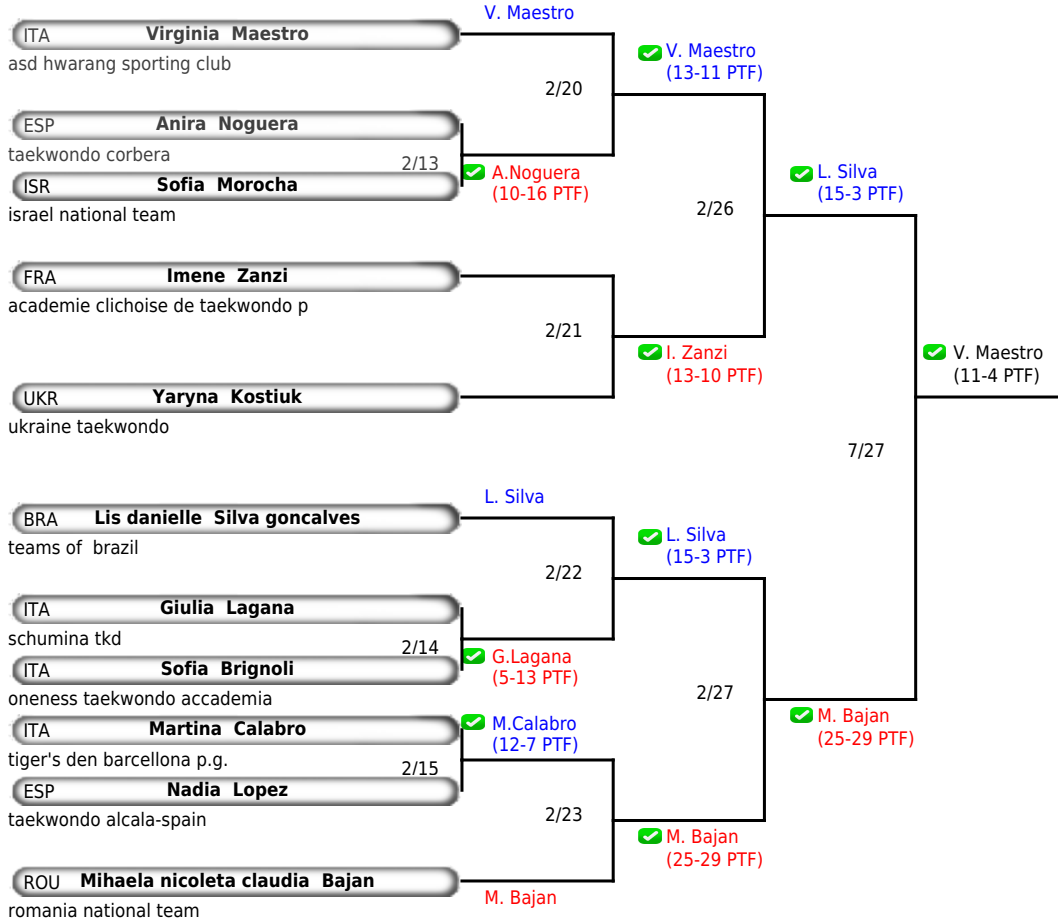 V. Maestro
ITA Virginia Maestro
asd hwarang sporting club
V. Maestro
(13-11 PTF)
2/20
ESP Anira Noguera
taekwondo corbera
2/13
A.Noguera
(10-16 PTF)
ISR Sofia Morocha
israel national team
L. Silva
(15-3 PTF)
2/26
FRA Imene Zanzi
academie clichoise de taekwondo p
2/21
I. Zanzi
(13-10 PTF)
V. Maestro
(11-4 PTF)
UKR Yaryna Kostiuk
ukraine taekwondo
7/27
L. Silva
BRA Lis danielle Silva goncalves
teams of brazil
L. Silva
(15-3 PTF)
2/22
ITA Giulia Lagana
schumina tkd
2/14
G.Lagana
(5-13 PTF)
ITA Sofia Brignoli
oneness taekwondo accademia
2/27
M. Bajan
(25-29 PTF)
ITA Martina Calabro
M.Calabro
(12-7 PTF)
tiger's den barcellona p.g.
2/15
ESP Nadia Lopez
taekwondo alcala-spain
2/23
M. Bajan
(25-29 PTF)
ROU Mihaela nicoleta claudia Bajan
M. Bajan
romania national team